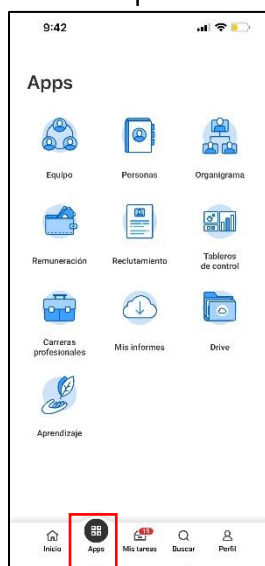 9:42
Apps
Equipo
Personas
Organigrama
Remuneración
Reclutamiento
Tableros
de control
Carreras
profesionales
Mis informes
Drive
Aprendizaje
15
Inicio
Apps
Mis tareas
Buscar
Perfil